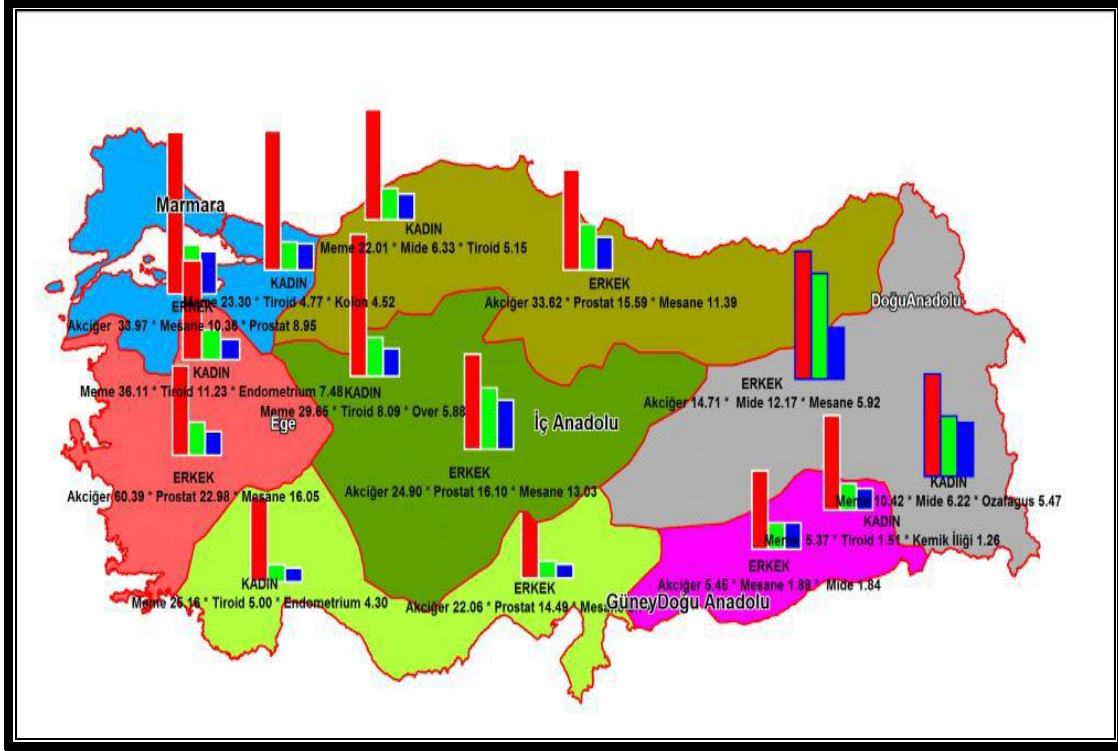 Marmara
KADIN
Meme 22.01 * Mide 6.33 * Tiroid 5.15
KADIN
Meme 23.30 * Tiroid 4.77 * Kolon 4.52
ERKEK
Akciğer 33.62 * Prostat 15.59 * Mesane 11.39
DoğuAnadolu
ERKEK
Akciğer 33.97 * Mesane 10.36 * Prostat 8.95
KADIN
Meme 36.11 * Tiroid 11.23 * Endometrium 7.48
KADIN
Meme 29.65 * Tiroid 8.09 * Over 5.88
ERKEK
Akciğer 14.71 * Mide 12.17 * Mesane 5.92
Ege
İç Anadolu
ERKEK
Akciğer 60.39 * Prostat 22.98 * Mesane 16.05
ERKEK
Akciğer 24.90 * Prostat 16.10 * Mesane 13.03
KADIN
Meme 10.42 * Mide 6.22 * Ozafagus 5.47
KADIN
Meme 5.37 * Tiroid 1.51 * Kemik İliği 1.26
ERKEK
Akciğer 5.45 * Mesane 1.89 * Mide 1.84
KADIN
Meme 25.16 * Tiroid 5.00 * Endometrium 4.30
ERKEK
Akciğer 22.06 * Prostat 14.49 *
GüneyDoğu Anadolu